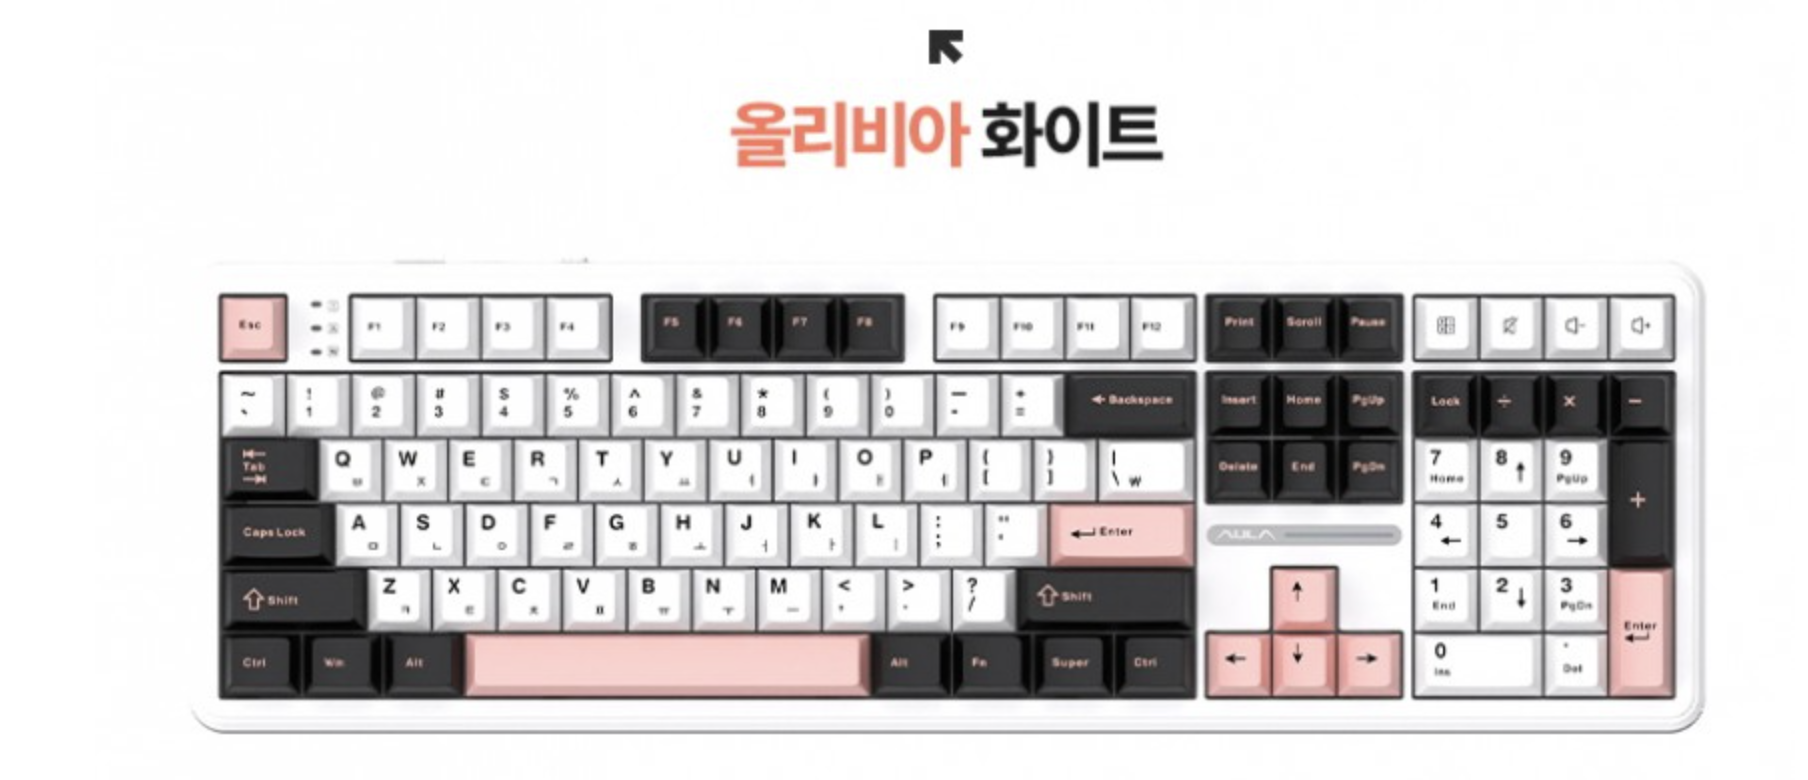 올리비아 화이트
Esc F1 F2 F3 F4 F5 F6 F7 F8 F9 F10 F11 F12 Print Scroll Pause
~ ! @ # $ % ^ & * ( ) — +
` 1 2 3 4 5 6 7 8 9 0 - = ← Backspace Insert Home PgUp Lock ÷ × −
Tab Q W E R T Y U I O P { } | Delete End PgDn 7 8 ↑ 9
ㅂ ㅈ ㄷ ㄱ ㅅ ㅛ ㅕ ㅑ ㅐ ㅔ [ ] \ ₩ Home PgUp +
Caps Lock A S D F G H J K L : " Enter AULA 4 5 6
ㅁ ㄴ ㅇ ㄹ ㅎ ㅗ ㅓ ㅏ ㅣ ; ' ← →
Shift Z X C V B N M < > ? Shift ↑ 1 2 ↓ 3
ㅋ ㅌ ㅊ ㅍ ㅠ ㅜ ㅡ , . / End PgDn Enter
Ctrl Win Alt Alt Fn Super Ctrl ← ↓ → 0 .
Ins Del